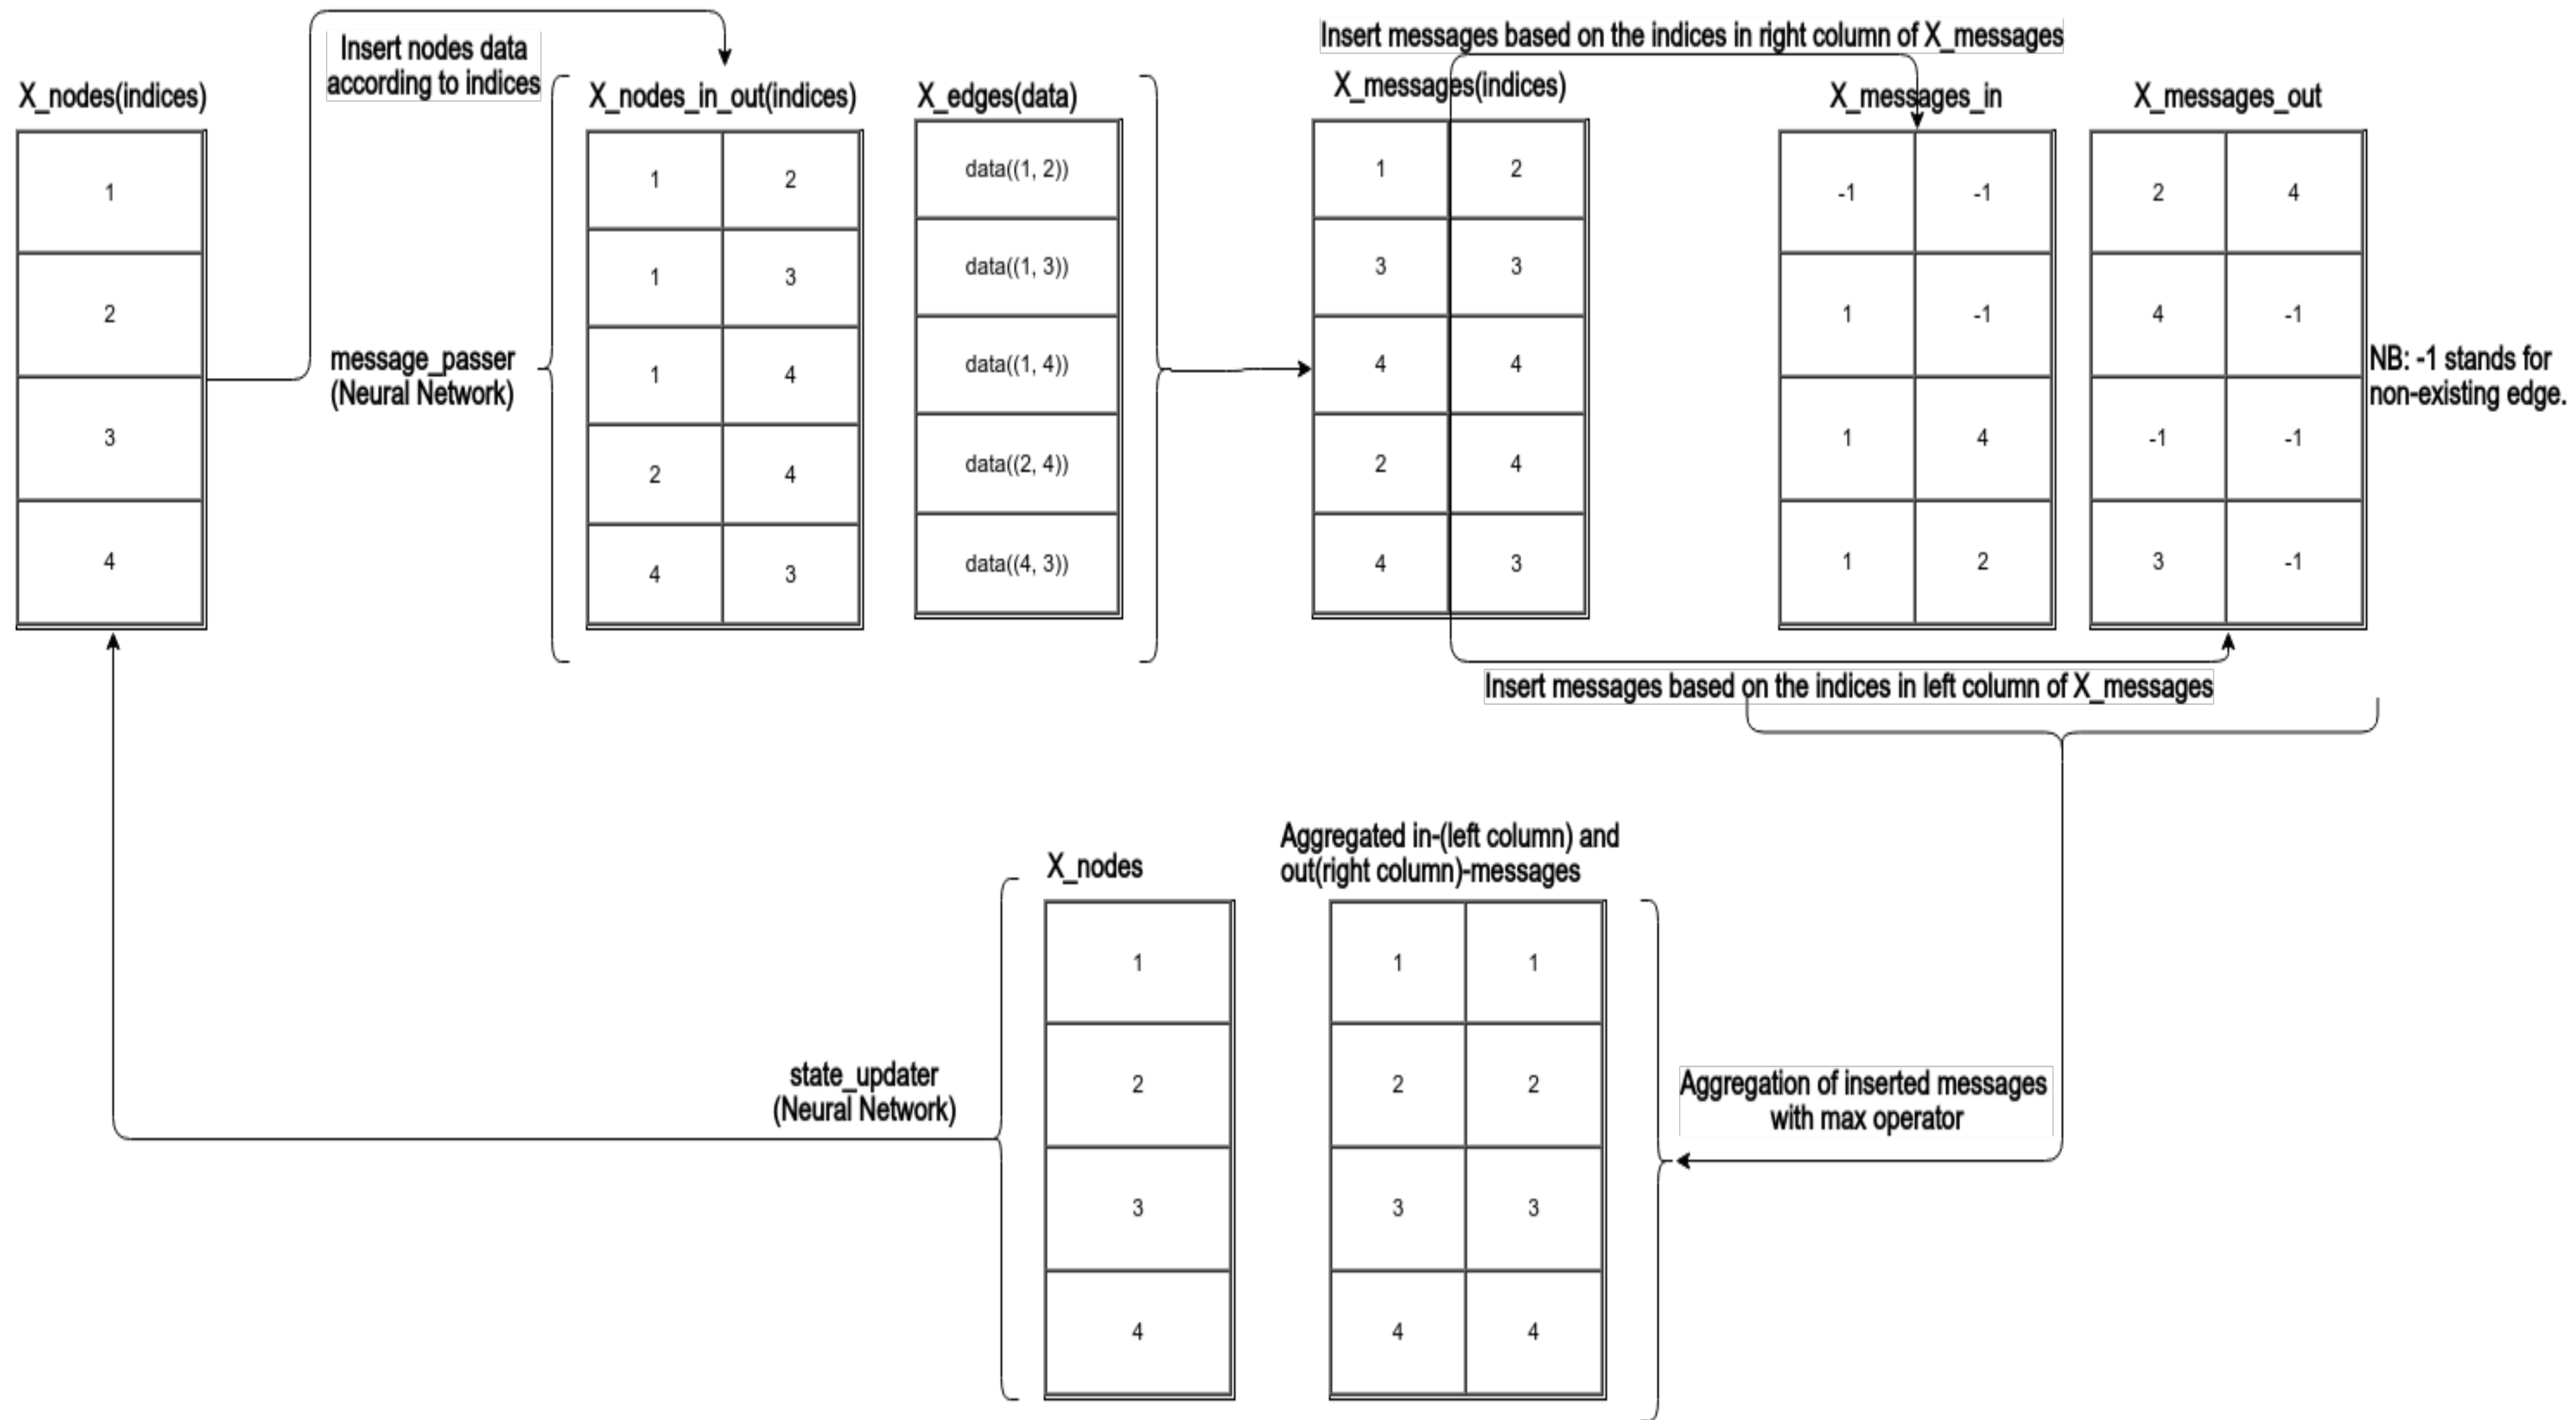 Insert nodes data
according to indices
X_nodes(indices)
1
2
3
4
message_passer
(Neural Network)
X_nodes_in_out(indices)
1 2
1 3
1 4
2 4
4 3
X_edges(data)
data((1, 2))
data((1, 3))
data((1, 4))
data((2, 4))
data((4, 3))
Insert messages based on the indices in right column of X_messages
X_messages(indices)
1 2
3 3
4 4
2 4
4 3
X_messages_in
-1 -1
1 -1
1 4
1 2
X_messages_out
2 4
4 -1
-1 -1
3 -1
NB: -1 stands for
non-existing edge.
Insert messages based on the indices in left column of X_messages
state_updater
(Neural Network)
X_nodes
1
2
3
4
Aggregated in-(left column) and
out(right column)-messages
1 1
2 2
3 3
4 4
Aggregation of inserted messages
with max operator